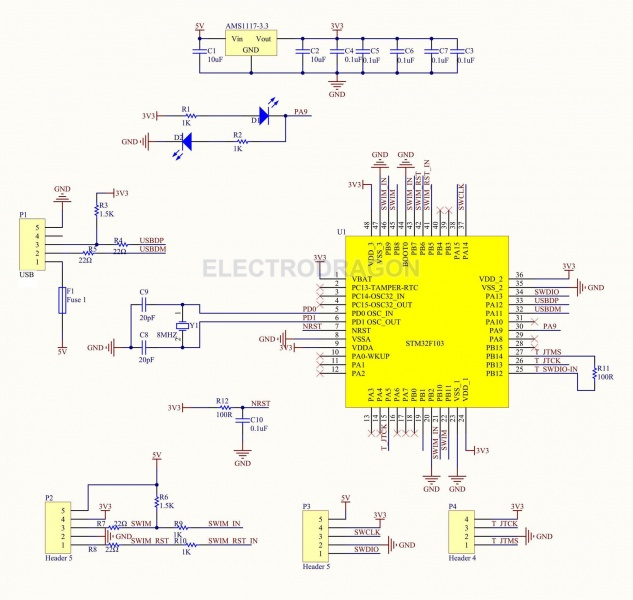 5V
AMS1117-3.3
3V3
Vin Vout
GND
C1
10uF
C2
10uF
C4
0.1uF
C5
0.1uF
C6
0.1uF
C7
0.1uF
C3
0.1uF
GND
3V3
R1
1K
D1
PA9
GND
D2
R2
1K
P1
GND
3V3
R3
1.5K
5
4
3
2
1
USB
R4
22Ω
USBDP
R5
22Ω
USBDM
F1
Fuse 1
5V
ELECTRODRAGON
GND
GND
3V3
SWIM_IN
SWIM
SWIM_IN
SWIM_RST
SWIM_RST_IN
SWCLK
U1
48 47 46 45 44 43 42 41 40 39 38 37
VDD_3
VSS_3
PB9
PB8
BOOT0
PB7
PB6
PB5
PB4
PB3
PA15
PA14
3V3
1 VBAT
2 PC13-TAMPER-RTC
3 PC14-OSC32_IN
4 PC15-OSC32_OUT
PD0 5 PD0 OSC_IN
PD1 6 PD1 OSC_OUT
NRST 7 NRST
GND 8 VSSA
3V3 9 VDDA
10 PA0-WKUP
11 PA1
12 PA2
STM32F103
VDD_2 36 3V3
VSS_2 35 GND
PA13 34 SWDIO
PA12 33 USBDP
PA11 32 USBDM
PA10 31
PA9 30 PA9
PA8 29
PB15 28
PB14 27 T_JTMS
PB13 26 T_JTCK
PB12 25 T_SWDIO-IN
R11
100R
PA3
PA4
PA5
PA6
PA7
PB0
PB1
PB2
PB10
PB11
VSS_1
VDD_1
13 14 15 16 17 18 19 20 21 22 23 24
T_JTCK
SWIM_IN
SWIM
GND
GND
3V3
C9
20pF
1
Y1
8MHZ
2
C8
20pF
GND
3V3
R12
100R
NRST
C10
0.1uF
GND
5V
P2
5
4
3
2
1
Header 5
3V3
R6
1.5K
R7
22Ω
SWIM
R9
1K
SWIM_IN
GND
R8
22Ω
SWIM_RST
R10
1K
SWIM_RST_IN
P3
5V
5
4
3
2
1
Header 5
3V3
SWCLK
GND
SWDIO
P4
3V3
4
3
2
1
Header 4
T_JTCK
GND
T_JTMS